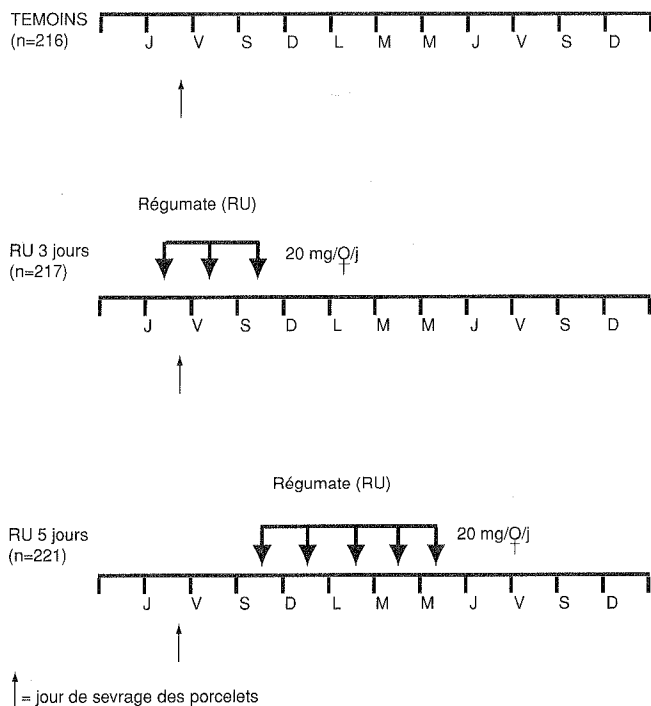 TEMOINS
(n=216)
J V S D L M M J V S D
Régumate (RU)
RU 3 jours
(n=217)
20 mg/♀/j
J V S D L M M J V S D
Régumate (RU)
RU 5 jours
(n=221)
20 mg/♀/j
J V S D L M M J V S D
= jour de sevrage des porcelets